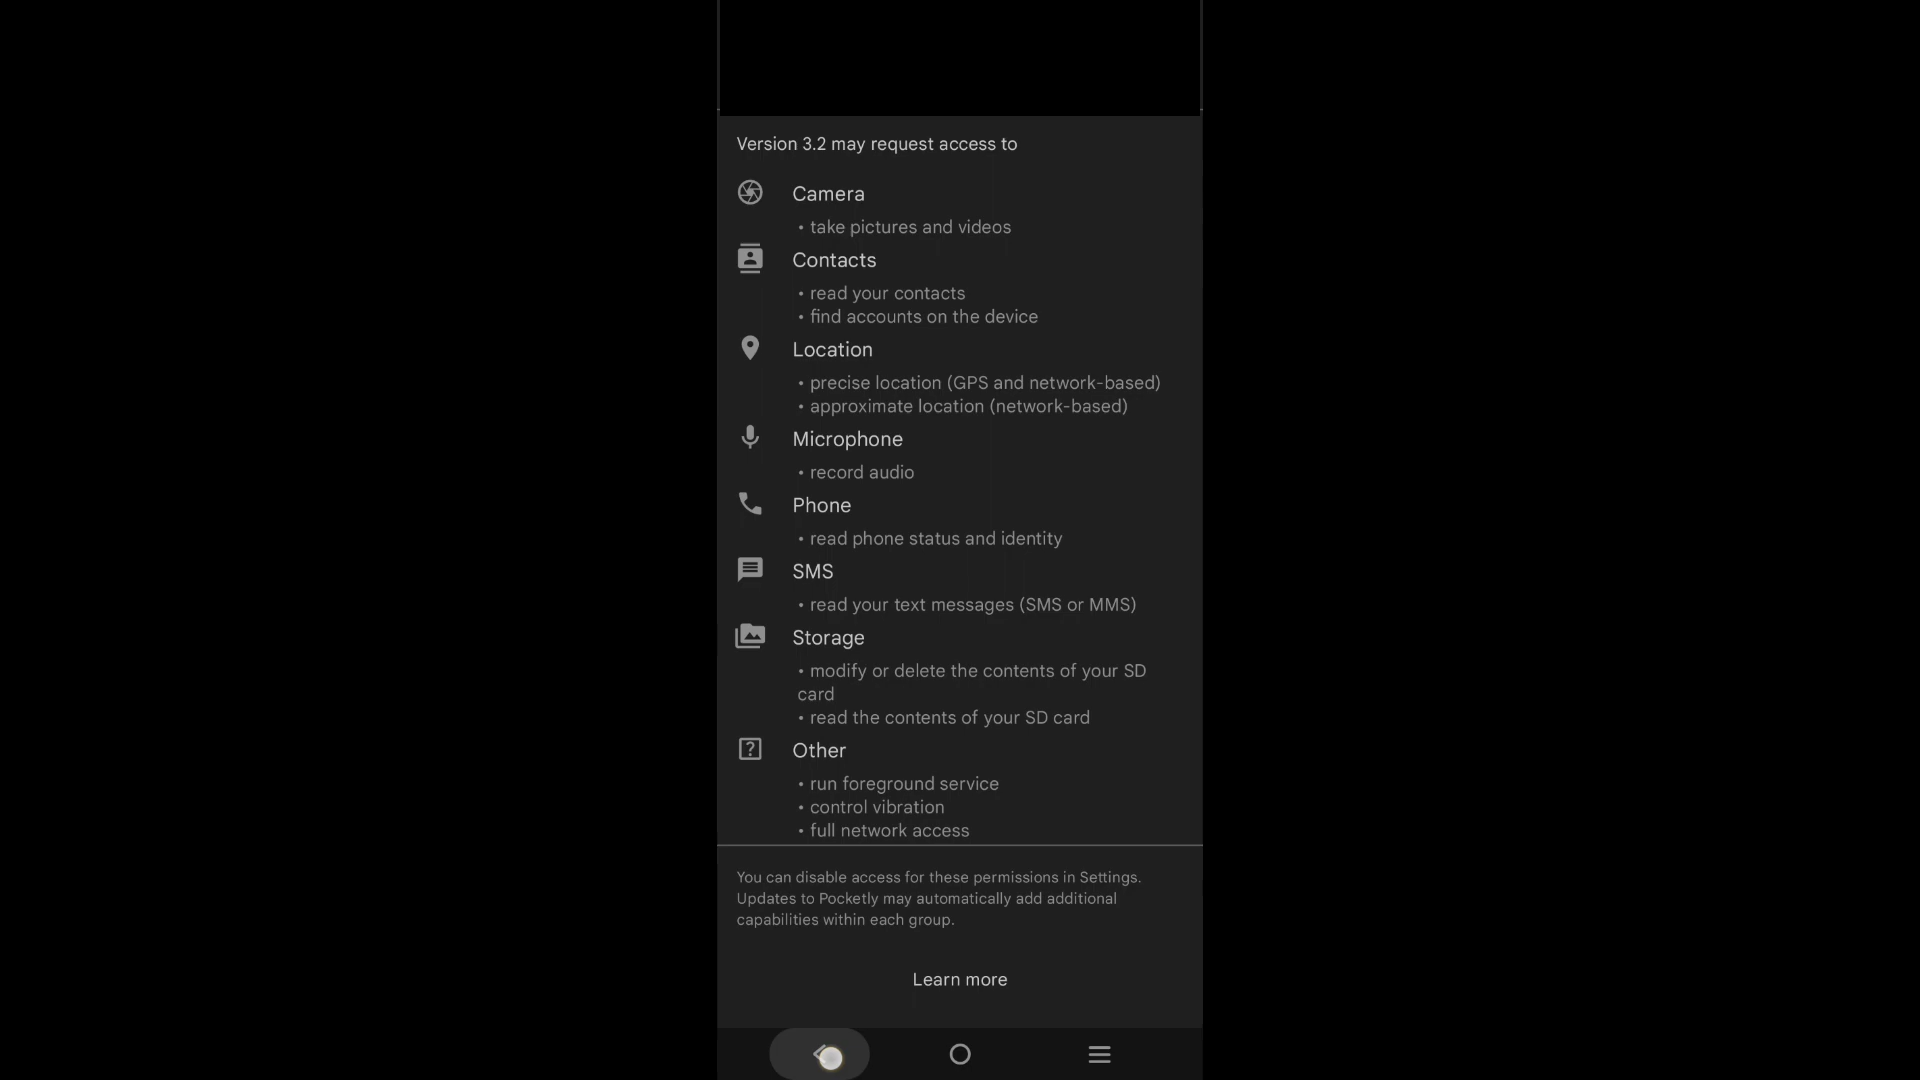 Version 3.2 may request access to
Camera
• take pictures and videos
Contacts
• read your contacts
• find accounts on the device
Location
• precise location (GPS and network-based)
• approximate location (network-based)
Microphone
• record audio
Phone
• read phone status and identity
SMS
• read your text messages (SMS or MMS)
Storage
• modify or delete the contents of your SD
card
• read the contents of your SD card
Other
• run foreground service
• control vibration
• full network access
You can disable access for these permissions in Settings.
Updates to Pocketly may automatically add additional
capabilities within each group.
Learn more